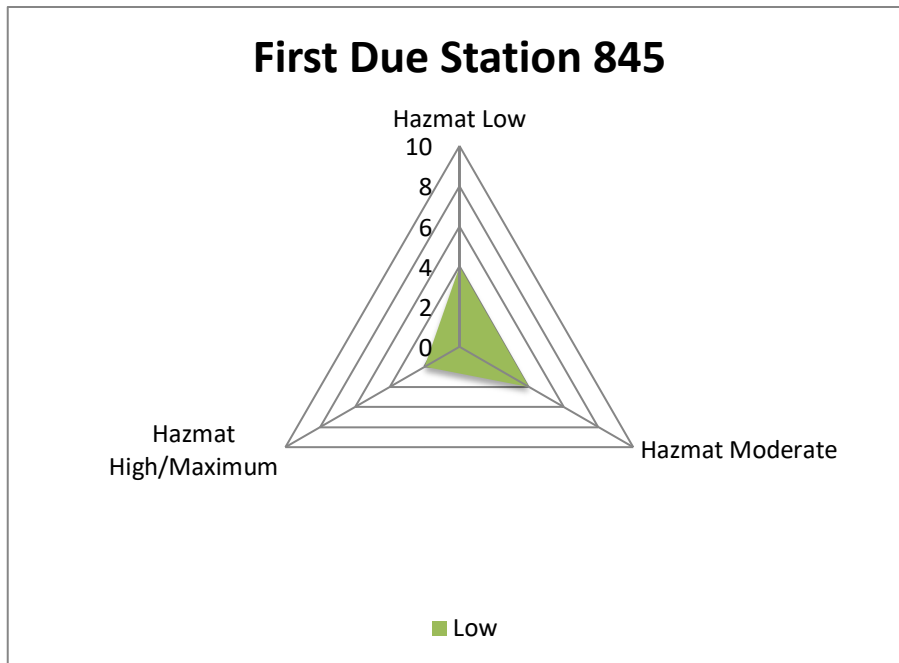 First Due Station 845
Hazmat Low
10
8
6
4
2
0
Hazmat
High/Maximum
Hazmat Moderate
Low